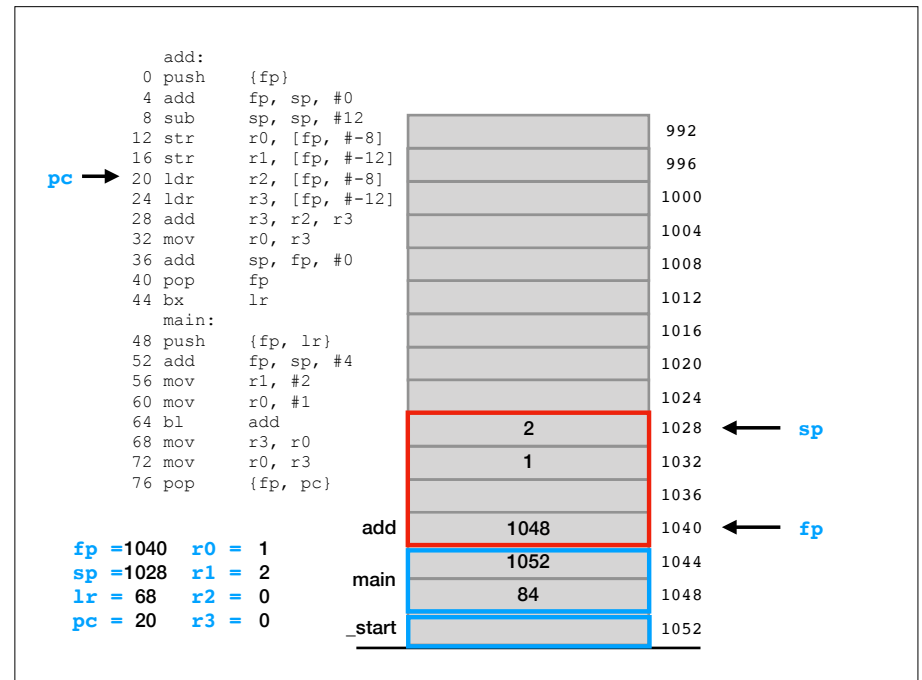 add:
0 push {fp}
4 add fp, sp, #0
8 sub sp, sp, #12
12 str r0, [fp, #-8]
16 str r1, [fp, #-12]
pc 20 ldr r2, [fp, #-8]
24 ldr r3, [fp, #-12]
28 add r3, r2, r3
32 mov r0, r3
36 add sp, fp, #0
40 pop fp
44 bx lr
main:
48 push {fp, lr}
52 add fp, sp, #4
56 mov r1, #2
60 mov r0, #1
64 bl add
68 mov r3, r0
72 mov r0, r3
76 pop {fp, pc}
992
996
1000
1004
1008
1012
1016
1020
1024
2 1028 sp
1 1032
1036
add 1048 1040 fp
1052 1044
main
84 1048
_start 1052
fp =1040 r0 = 1
sp =1028 r1 = 2
lr = 68 r2 = 0
pc = 20 r3 = 0